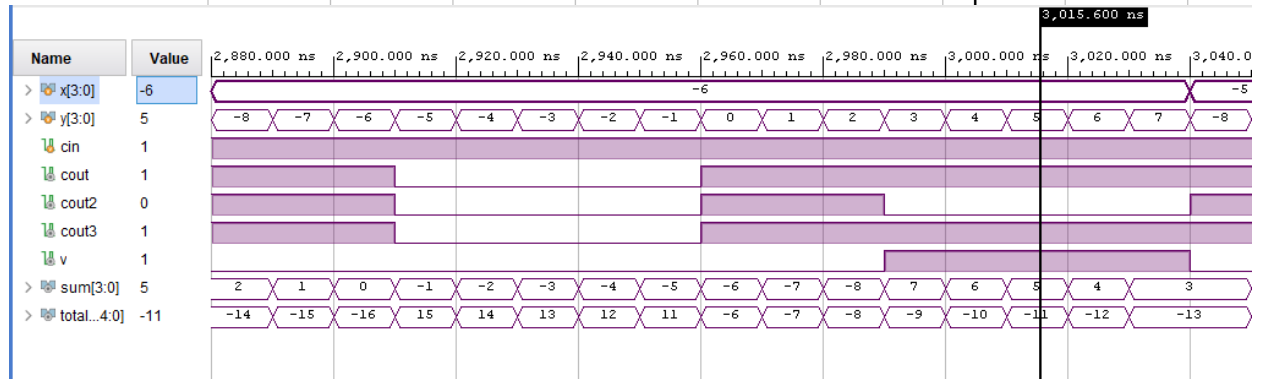 3,015.600 ns
Name Value 2,880.000 ns 2,900.000 ns 2,920.000 ns 2,940.000 ns 2,960.000 ns 2,980.000 ns 3,000.000 ns 3,020.000 ns 3,040.0
x[3:0] -6 -6 -5
y[3:0] 5 -8 -7 -6 -5 -4 -3 -2 -1 0 1 2 3 4 5 6 7 -8
cin 1
cout 1
cout2 0
cout3 1
v 1
sum[3:0] 5 2 1 0 -1 -2 -3 -4 -5 -6 -7 -8 7 6 5 4 3
total...4:0] -11 -14 -15 -16 15 14 13 12 11 -6 -7 -8 -9 -10 -11 -12 -13